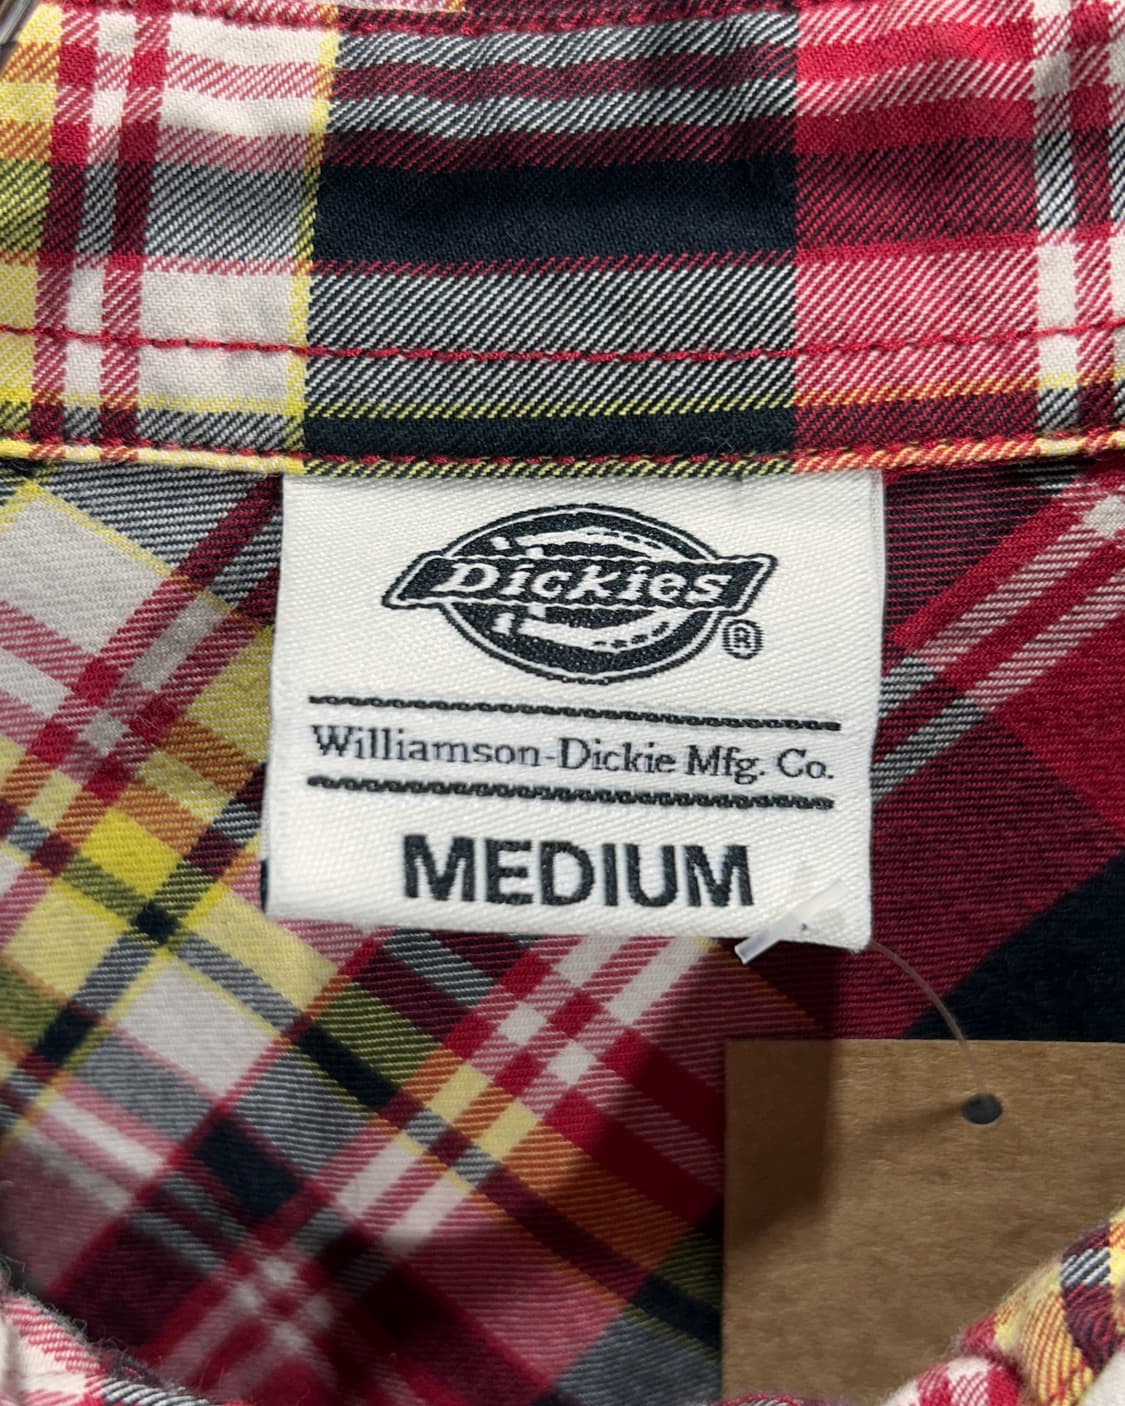 Dickies
®
Williamson-Dickie Mfg. Co.
MEDIUM